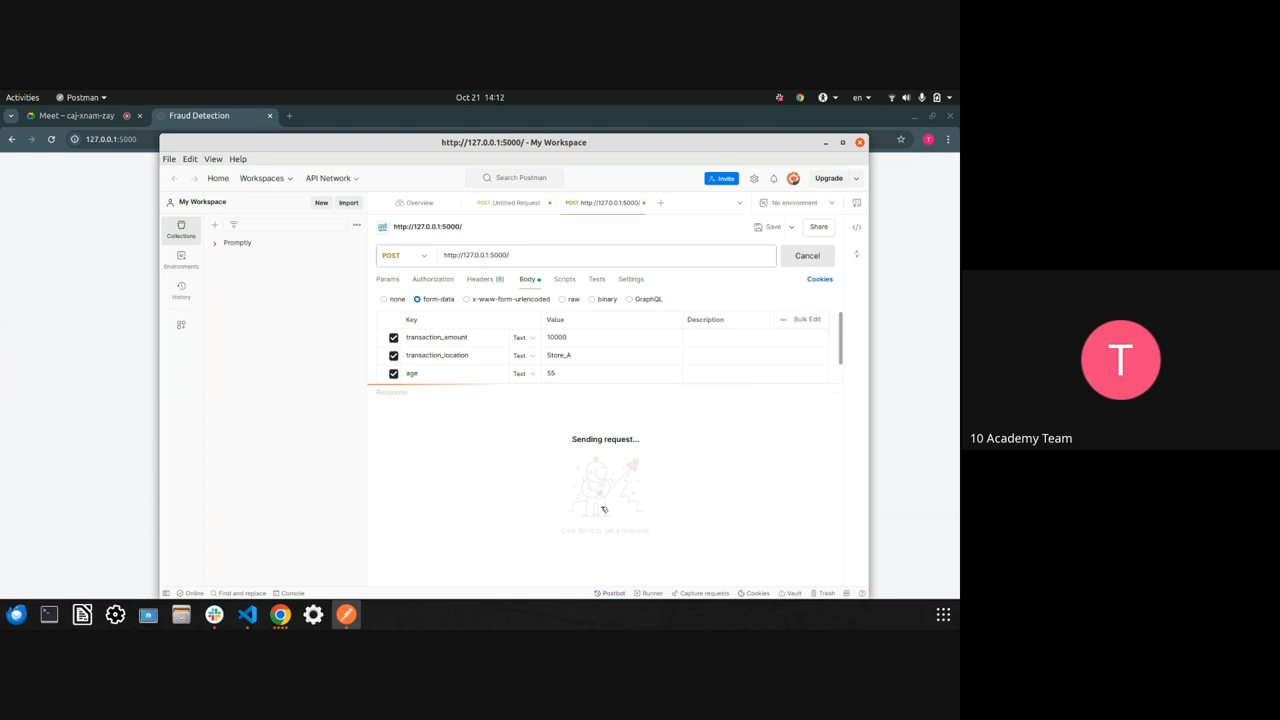 Activities Postman Oct 21 14:12 en
Meet – caj-xnam-zay Fraud Detection
127.0.0.1:5000
http://127.0.0.1:5000/ - My Workspace
File Edit View Help
Home Workspaces API Network Search Postman Invite Upgrade
My Workspace New Import Overview POST Untitled Request POST http://127.0.0.1:5000/ No environment
Collections
Promptly
Environments
History
http://127.0.0.1:5000/ Save Share
POST http://127.0.0.1:5000/ Cancel
Params Authorization Headers (8) Body Scripts Tests Settings Cookies
none form-data x-www-form-urlencoded raw binary GraphQL
Key Value Description Bulk Edit
transaction_amount Text 10000
transaction_location Text Store_A
age Text 55
Response
Sending request...
Click Send to get a response
Online Find and replace Console Postbot Runner Capture requests Cookies Vault Trash
T
10 Academy Team